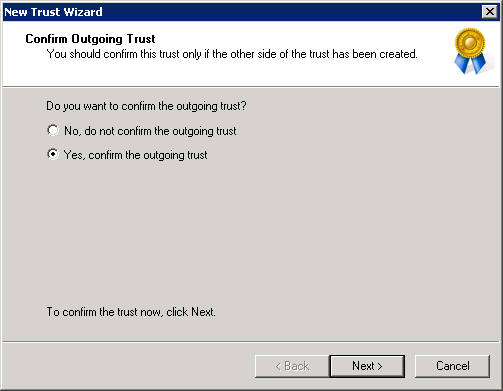 New Trust Wizard
Confirm Outgoing Trust
You should confirm this trust only if the other side of the trust has been created.
Do you want to confirm the outgoing trust?
No, do not confirm the outgoing trust
Yes, confirm the outgoing trust
To confirm the trust now, click Next.
< Back
Next >
Cancel